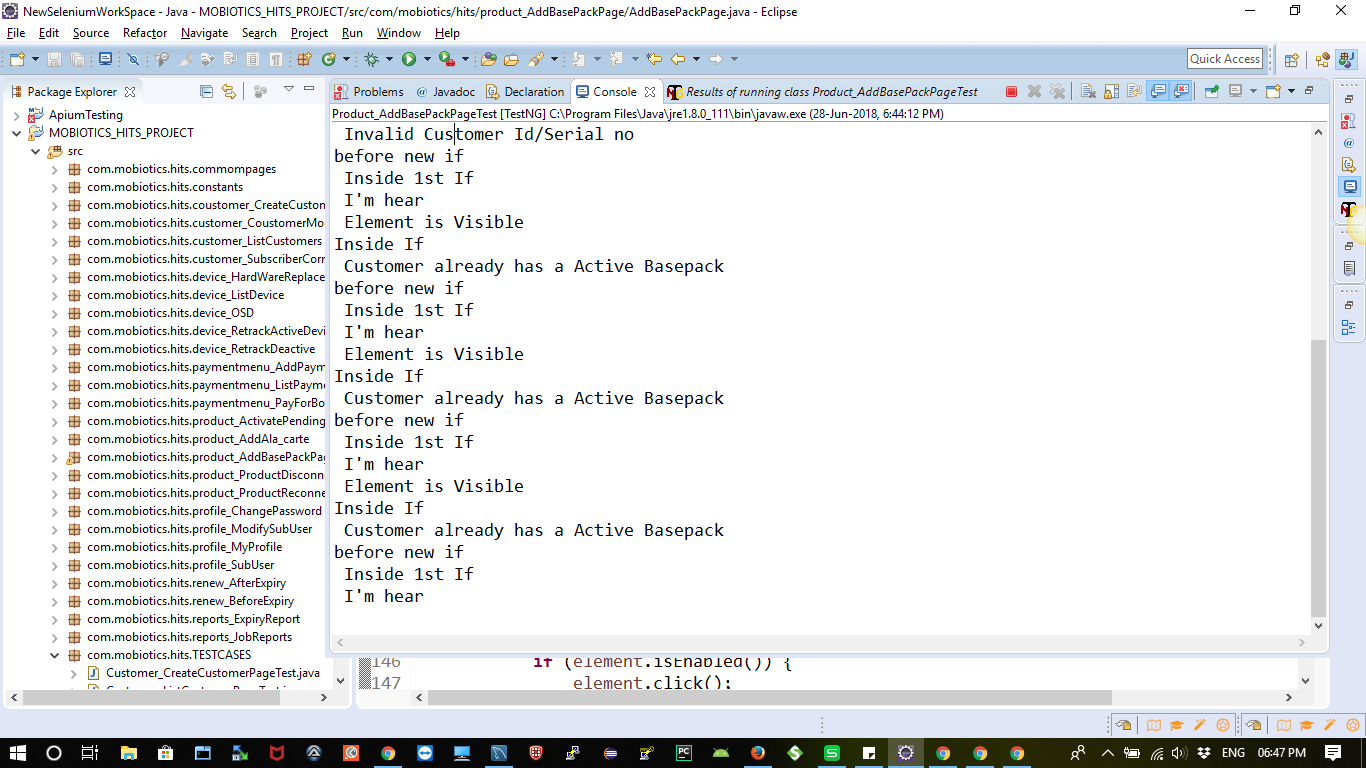 NewSeleniumWorkSpace - Java - MOBIOTICS_HITS_PROJECT/src/com/mobiotics/hits/product_AddBasePackPage/AddBasePackPage.java - Eclipse
File Edit Source Refactor Navigate Search Project Run Window Help
Quick Access
Package Explorer
Problems @ Javadoc Declaration Console Results of running class Product_AddBasePackPageTest
Product_AddBasePackPageTest [TestNG] C:\Program Files\Java\jre1.8.0_111\bin\javaw.exe (28-Jun-2018, 6:44:12 PM)
ApiumTesting
MOBIOTICS_HITS_PROJECT
src
com.mobiotics.hits.commompages
com.mobiotics.hits.constants
com.mobiotics.hits.coustomer_CreateCuston
com.mobiotics.hits.customer_CoustomerMo
com.mobiotics.hits.customer_ListCustomers
com.mobiotics.hits.customer_SubscriberCorr
com.mobiotics.hits.device_HardWareReplace
com.mobiotics.hits.device_ListDevice
com.mobiotics.hits.device_OSD
com.mobiotics.hits.device_RetrackActiveDevi
com.mobiotics.hits.device_RetrackDeactive
com.mobiotics.hits.paymentmenu_AddPaym
com.mobiotics.hits.paymentmenu_ListPayme
com.mobiotics.hits.paymentmenu_PayForBo
com.mobiotics.hits.product_ActivatePending
com.mobiotics.hits.product_AddAla_carte
com.mobiotics.hits.product_AddBasePackPag
com.mobiotics.hits.product_ProductDisconn
com.mobiotics.hits.product_ProductReconne
com.mobiotics.hits.profile_ChangePassword
com.mobiotics.hits.profile_ModifySubUser
com.mobiotics.hits.profile_MyProfile
com.mobiotics.hits.profile_SubUser
com.mobiotics.hits.renew_AfterExpiry
com.mobiotics.hits.renew_BeforeExpiry
com.mobiotics.hits.reports_ExpiryReport
com.mobiotics.hits.reports_JobReports
com.mobiotics.hits.TESTCASES
Customer_CreateCustomerPageTest.java
Invalid Customer Id/Serial no
before new if
Inside 1st If
I'm hear
Element is Visible
Inside If
Customer already has a Active Basepack
before new if
Inside 1st If
I'm hear
Element is Visible
Inside If
Customer already has a Active Basepack
before new if
Inside 1st If
I'm hear
Element is Visible
Inside If
Customer already has a Active Basepack
before new if
Inside 1st If
I'm hear
146 if (element.isEnabled()) {
147 element.click();
ENG 06:47 PM